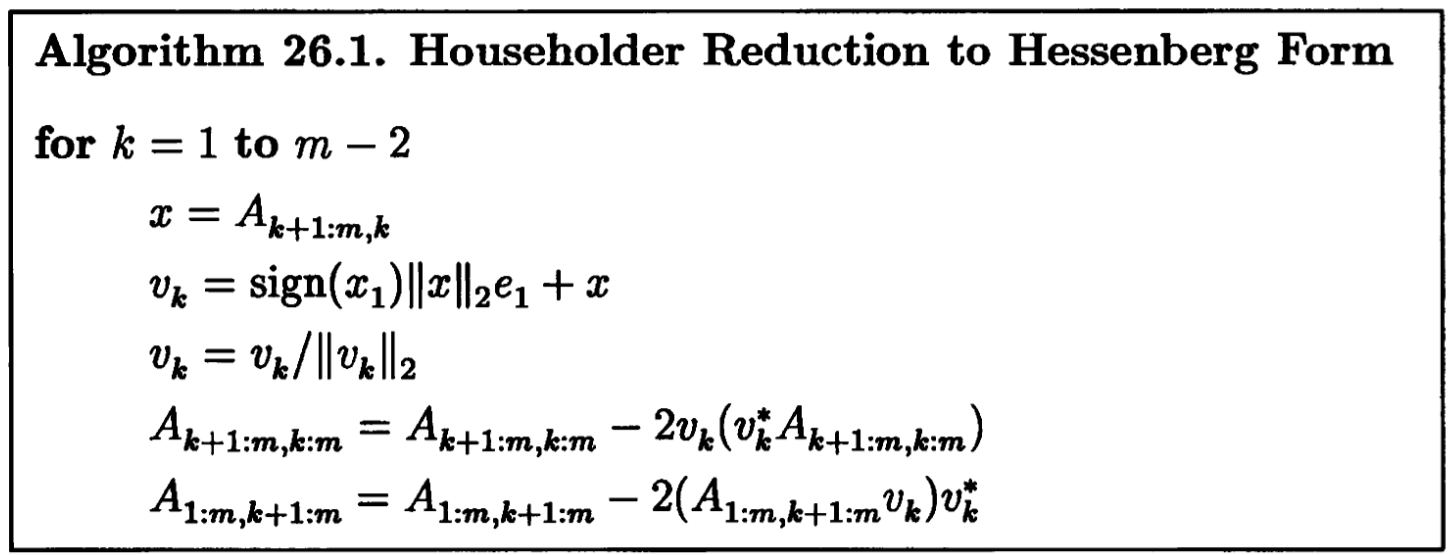 Algorithm 26.1. Householder Reduction to Hessenberg Form
for k = 1 to m − 2
x = A_{k+1:m,k}
v_k = sign(x_1)‖x‖_2 e_1 + x
v_k = v_k/‖v_k‖_2
A_{k+1:m,k:m} = A_{k+1:m,k:m} − 2v_k(v_k^* A_{k+1:m,k:m})
A_{1:m,k+1:m} = A_{1:m,k+1:m} − 2(A_{1:m,k+1:m} v_k)v_k^*